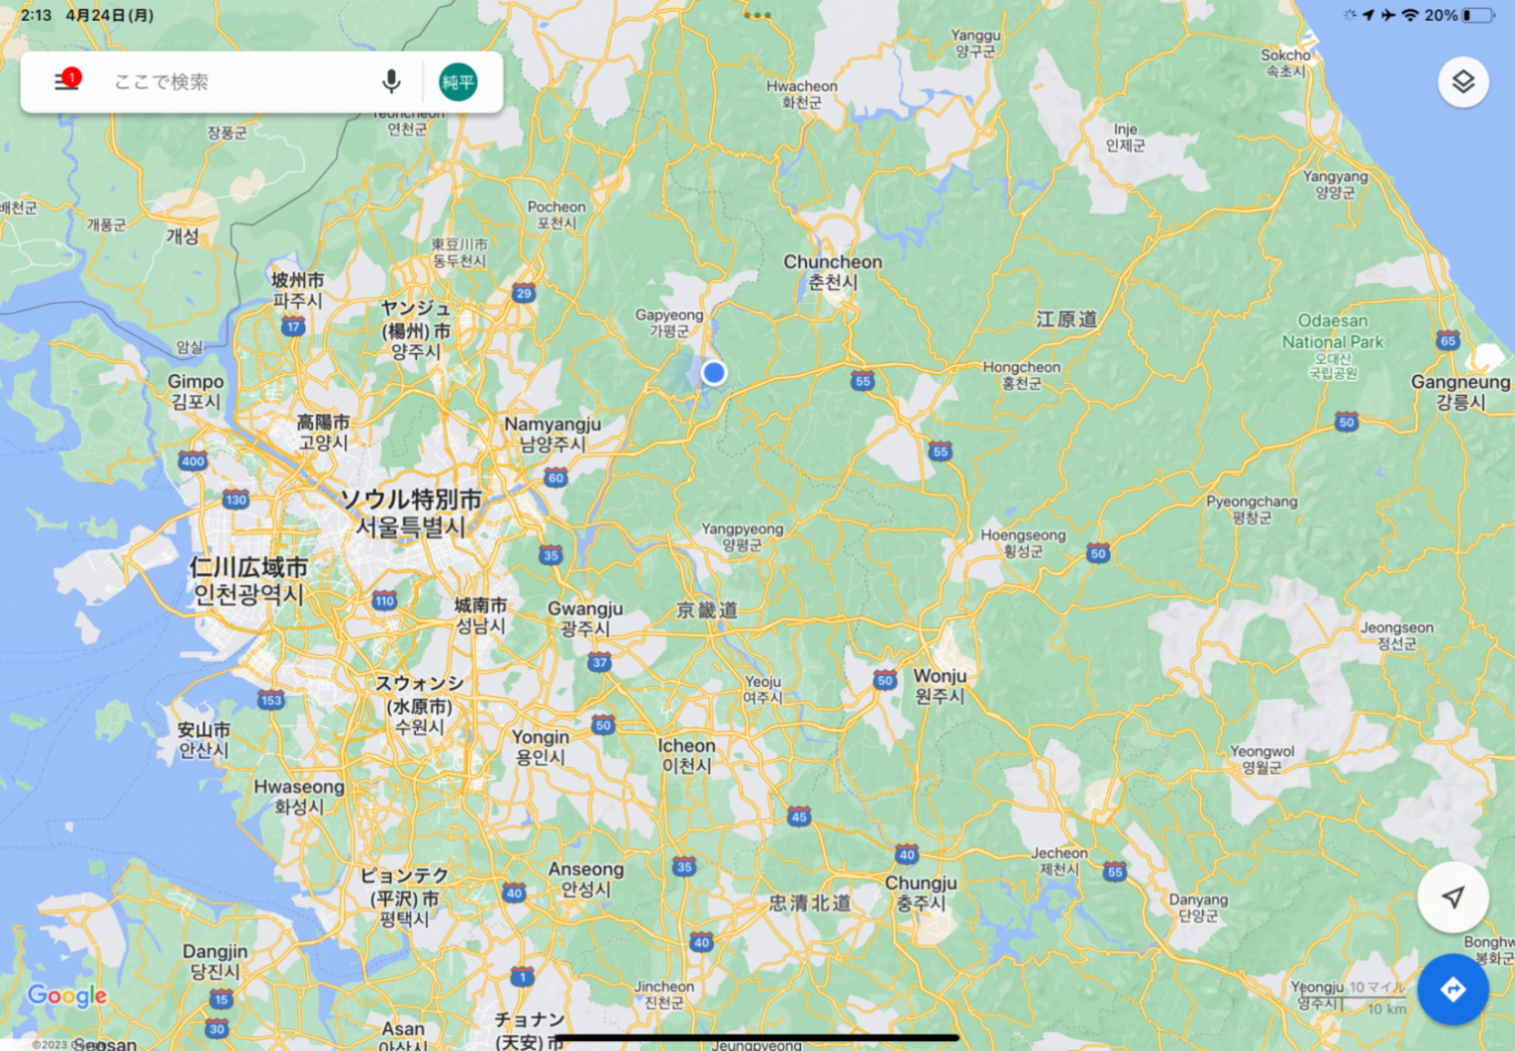 2:13 4月24日(月)
20%
1
ここで検索
純平
Yanggu
양구군
Sokcho
속초시
Hwacheon
화천군
연천군
장풍군
Inje
인제군
Yangyang
양양군
배천군
개풍군
개성
Pocheon
포천시
東豆川市
동두천시
Chuncheon
춘천시
坡州市
파주시
29
17
ヤンジュ
(楊州) 市
양주시
Gapyeong
가평군
江原道
Odaesan
National Park
오대산
국립공원
65
암실
Gimpo
김포시
55
Hongcheon
홍천군
Gangneung
강릉시
高陽市
고양시
Namyangju
남양주시
50
400
60
55
130
ソウル特別市
서울특별시
Pyeongchang
평창군
Yangpyeong
양평군
Hoengseong
횡성군
50
35
仁川広域市
인천광역시
110
城南市
성남시
Gwangju
광주시
京畿道
Jeongseon
정선군
37
Yeoju
여주시
50
Wonju
원주시
スウォンシ
(水原市)
수원시
153
50
安山市
안산시
Yongin
용인시
Icheon
이천시
Yeongwol
영월군
Hwaseong
화성시
45
40
Jecheon
제천시
55
ピョンテク
(平沢) 市
평택시
Anseong
안성시
35
40
Chungju
충주시
忠清北道
Danyang
단양군
40
Dangjin
당진시
Bonghw
봉화군
1
Google
15
Jincheon
진천군
Yeongju
영주시
10 マイル
10 km
30
Asan
아산시
チョナン
(天安) 市
©2023
Seosan
Jeungpyeong